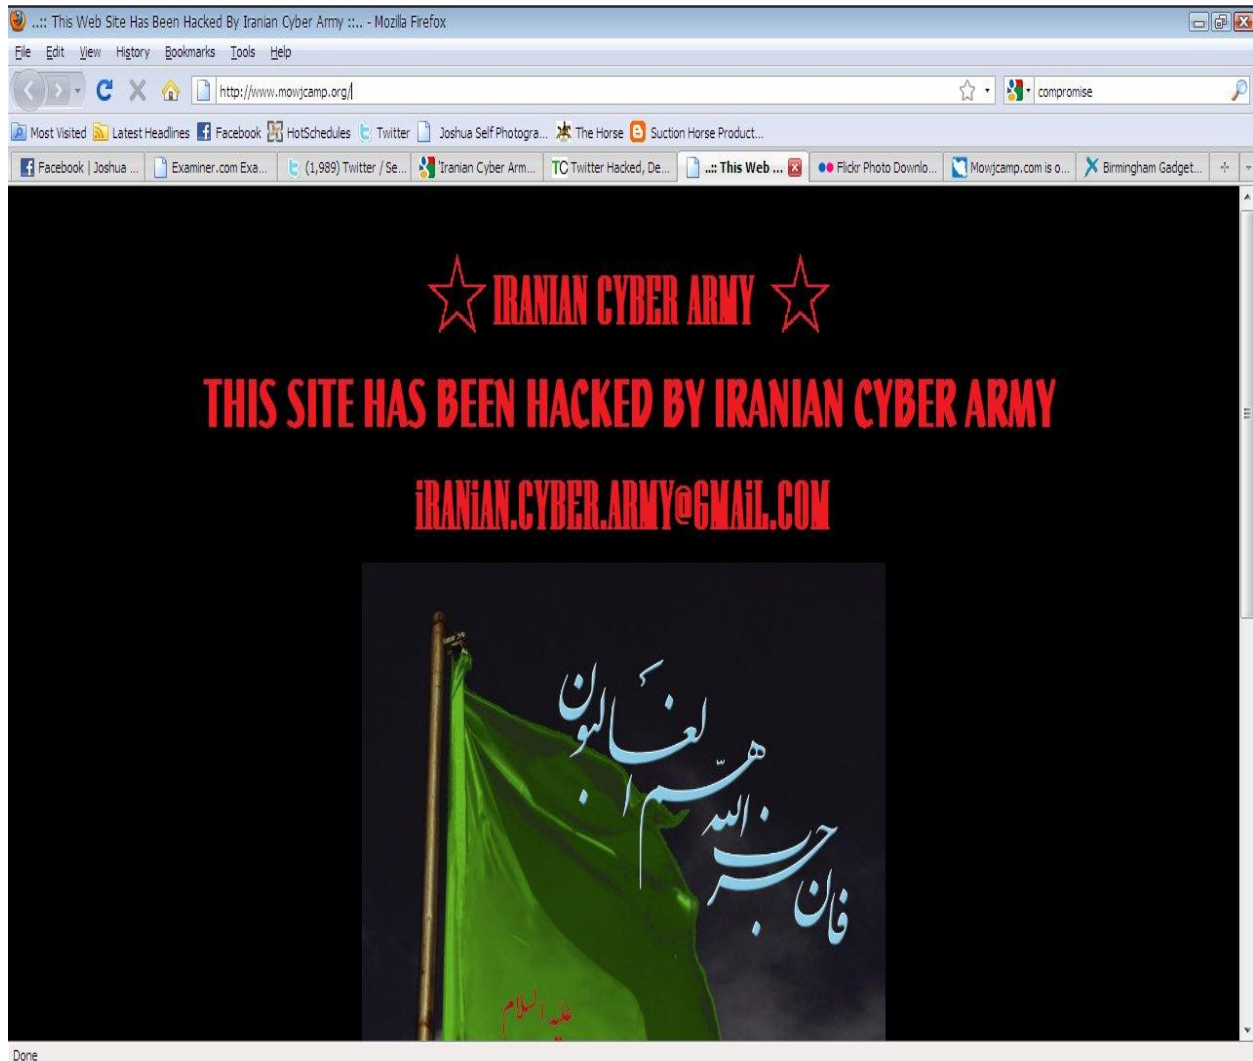 ..:: This Web Site Has Been Hacked By Iranian Cyber Army ::.. - Mozilla Firefox
File Edit View History Bookmarks Tools Help
http://www.mowjcamp.org/
compromise
Most Visited Latest Headlines Facebook HotSchedules Twitter Joshua Self Photogra... The Horse Suction Horse Product...
Facebook | Joshua ... Examiner.com Exa... (1,989) Twitter / Se... 'Iranian Cyber Arm... TC Twitter Hacked, De... ..:: This Web ... Flickr Photo Downlo... Mowjcamp.com is o... Birmingham Gadget...
IRANIAN CYBER ARMY
THIS SITE HAS BEEN HACKED BY IRANIAN CYBER ARMY
iRANiAN.CYBER.ARMY@GMAiL.COM
فان حزب الله
هم الغالبون
علیه السلام
Done